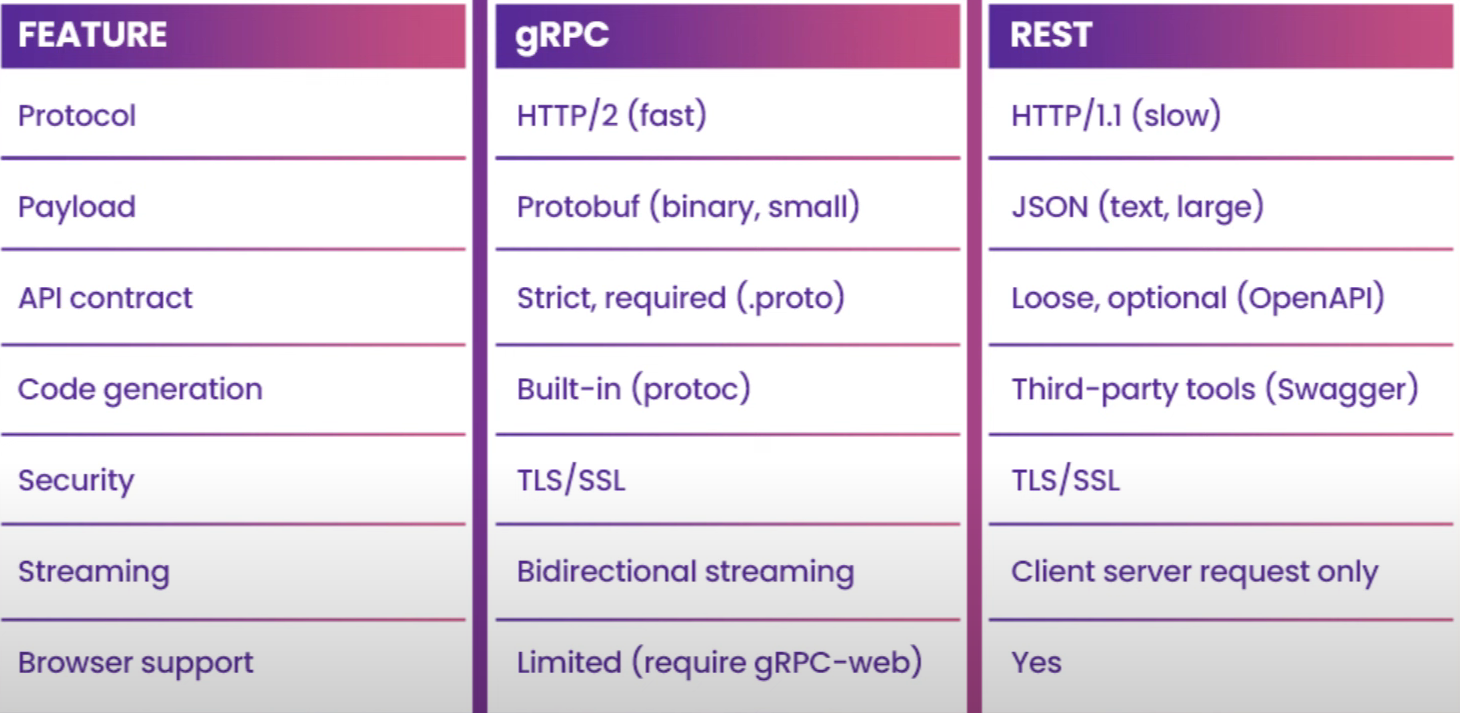 FEATURE gRPC REST
Protocol HTTP/2 (fast) HTTP/1.1 (slow)
Payload Protobuf (binary, small) JSON (text, large)
API contract Strict, required (.proto) Loose, optional (OpenAPI)
Code generation Built-in (protoc) Third-party tools (Swagger)
Security TLS/SSL TLS/SSL
Streaming Bidirectional streaming Client server request only
Browser support Limited (require gRPC-web) Yes